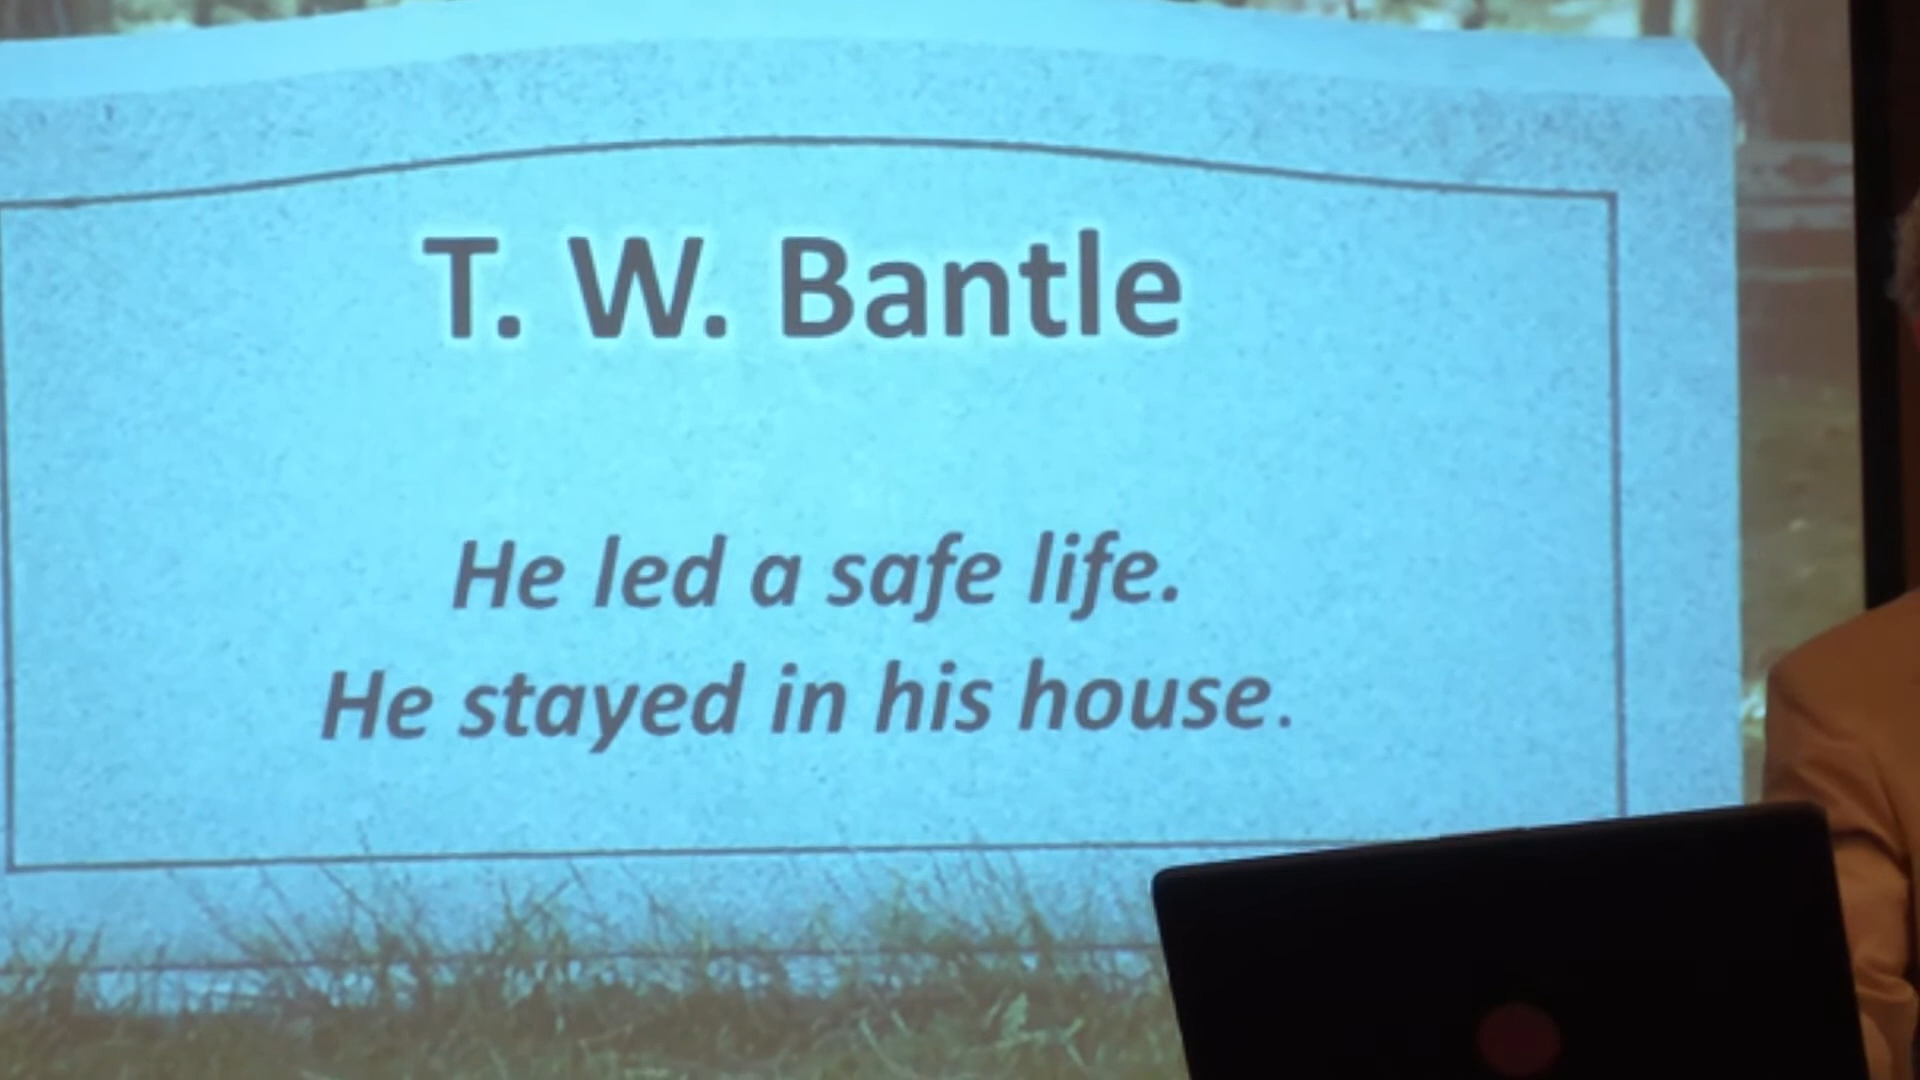 T. W. Bantle
He led a safe life.
He stayed in his house.